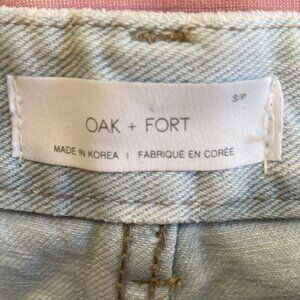 S/P
OAK + FORT
MADE IN KOREA | FABRIQUÉ EN CORÉE